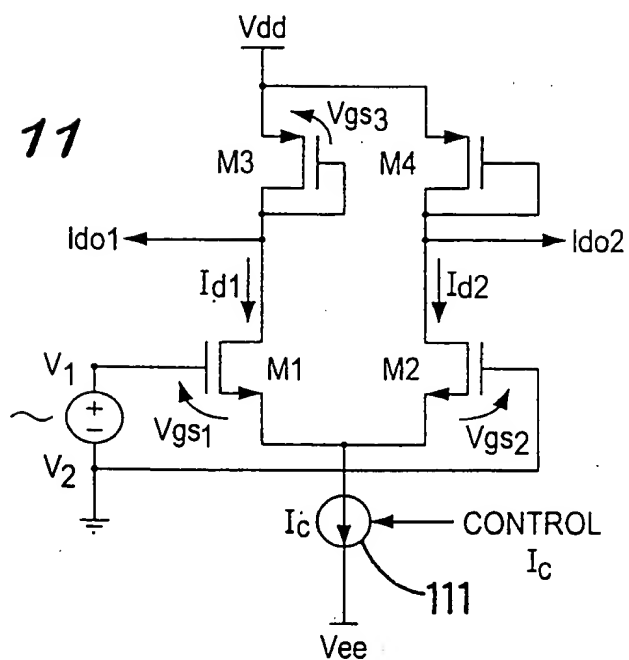 Vdd
11
Vgs3
M3
M4
Ido1
Ido2
Id1
Id2
V1
M1
M2
+
−
~
Vgs1
Vgs2
V2
Ic
CONTROL
Ic
111
Vee